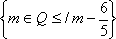 {m ∈ Q ≤ / m − 6/5}